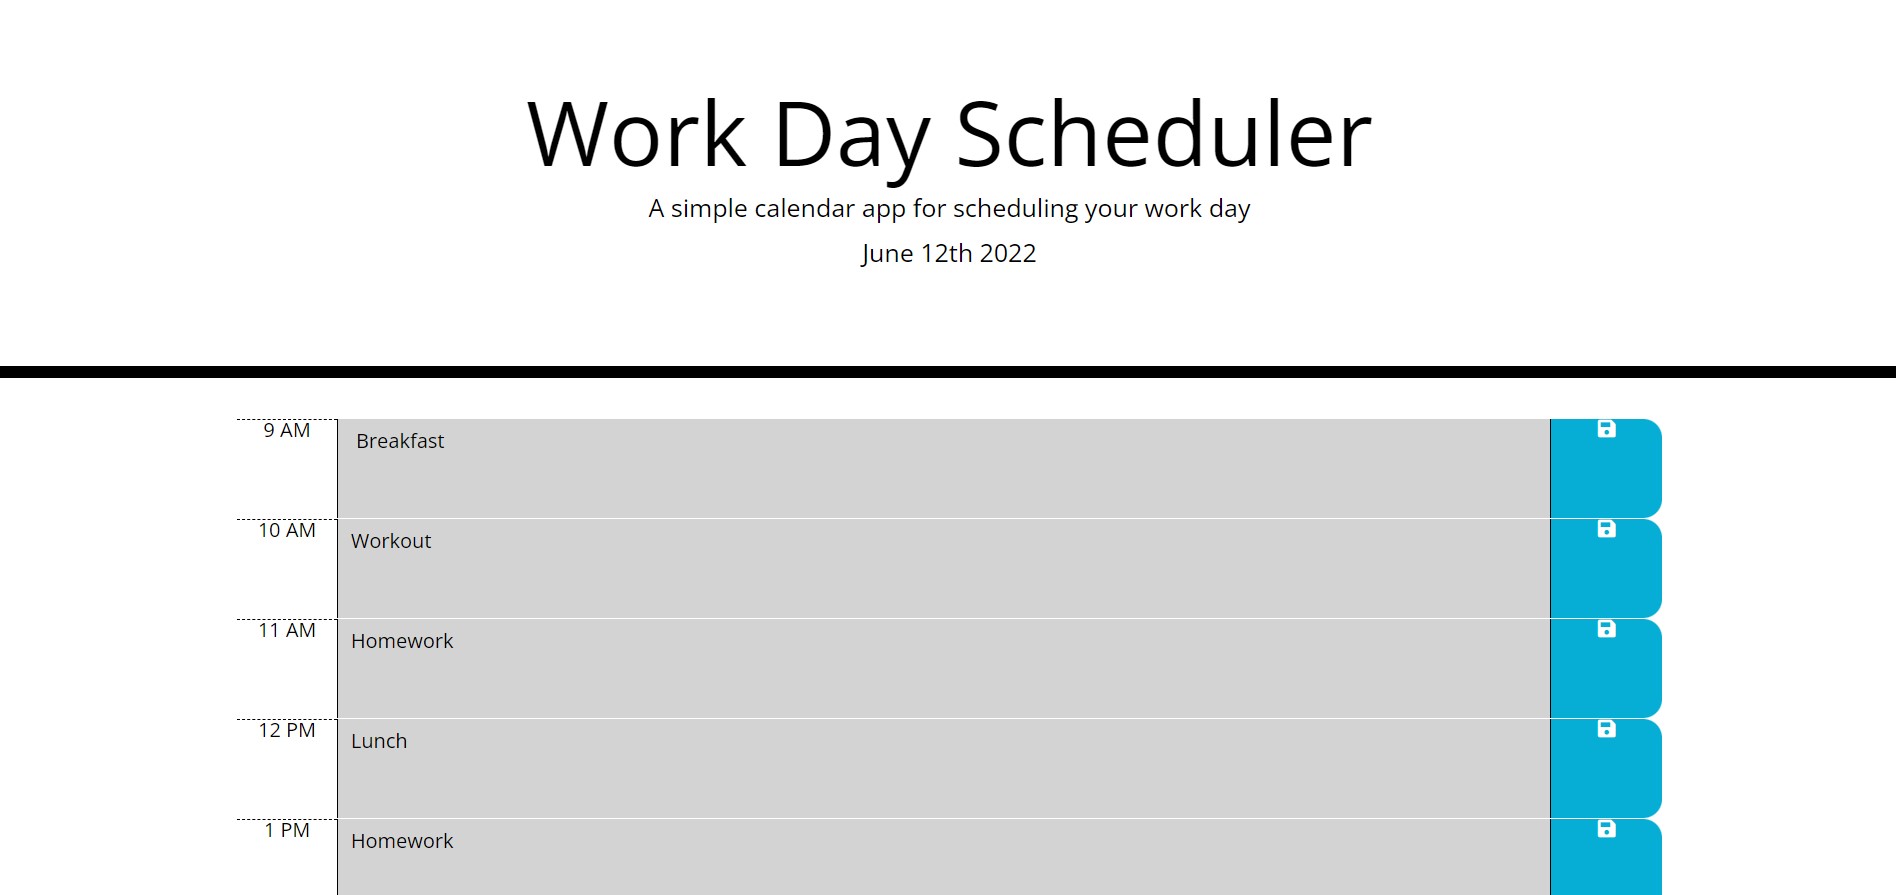 Work Day Scheduler
A simple calendar app for scheduling your work day
June 12th 2022
9 AM
Breakfast
10 AM
Workout
11 AM
Homework
12 PM
Lunch
1 PM
Homework